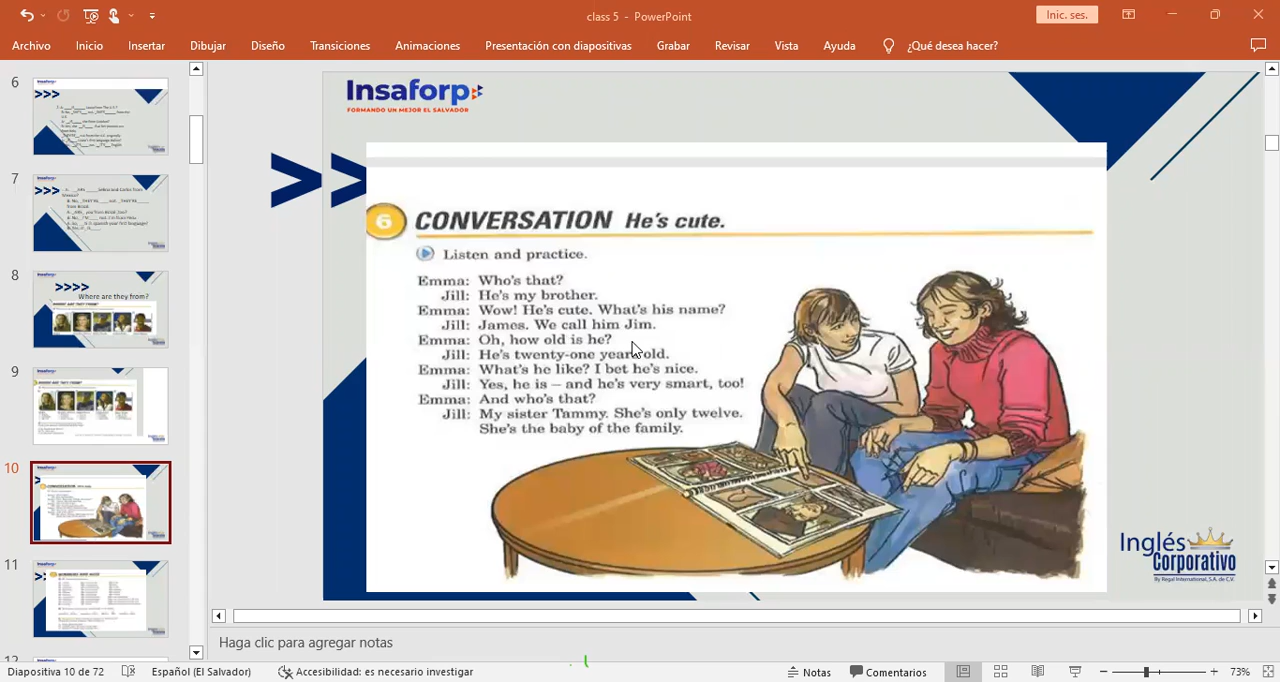 class 5 - PowerPoint
Inic. ses.
Archivo Inicio Insertar Dibujar Diseño Transiciones Animaciones Presentación con diapositivas Grabar Revisar Vista Ayuda ¿Qué desea hacer?
6
7
8
Where are they from?
9
10
11
12
Insaforp
FORMANDO UN MEJOR EL SALVADOR
6 CONVERSATION He's cute.
Listen and practice.
Emma: Who's that?
Jill: He's my brother.
Emma: Wow! He's cute. What's his name?
Jill: James. We call him Jim.
Emma: Oh, how old is he?
Jill: He's twenty-one years old.
Emma: What's he like? I bet he's nice.
Jill: Yes, he is – and he's very smart, too!
Emma: And who's that?
Jill: My sister Tammy. She's only twelve.
She's the baby of the family.
Inglés
Corporativo
By Regal International, S.A. de C.V.
Haga clic para agregar notas
Diapositiva 10 de 72 Español (El Salvador) Accesibilidad: es necesario investigar Notas Comentarios 73%